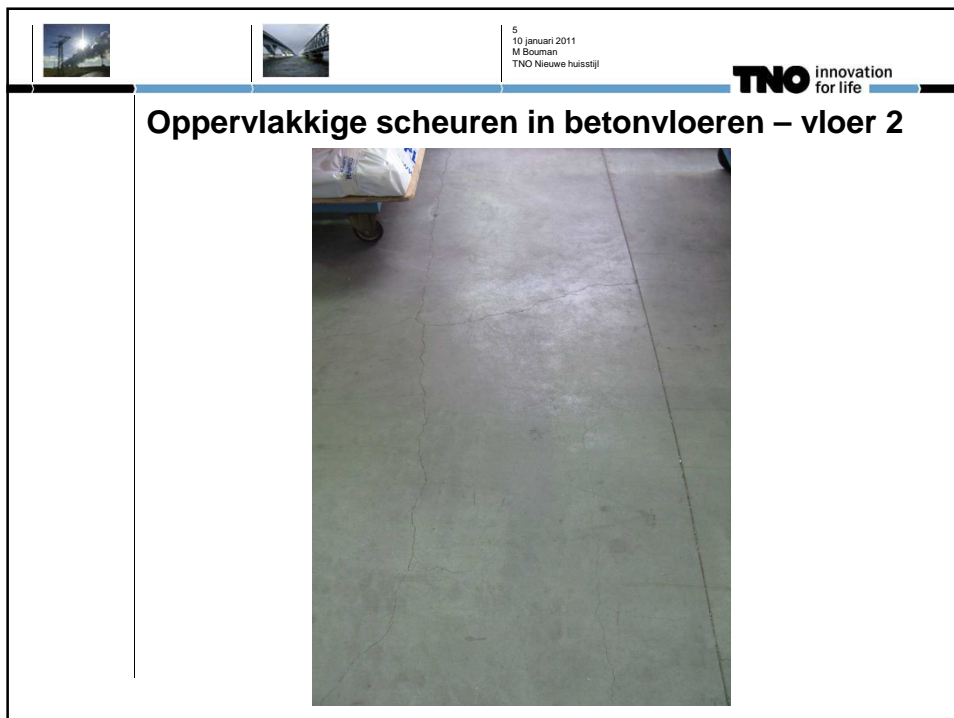 5
10 januari 2011
M Bouman
TNO Nieuwe huisstijl
TNO innovation
for life
Oppervlakkige scheuren in betonvloeren – vloer 2